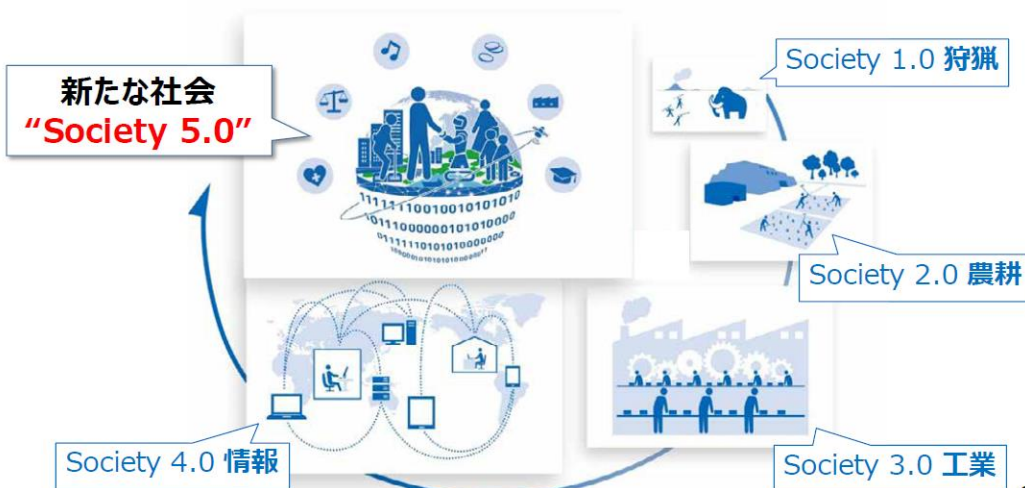 新たな社会
“Society 5.0”
Society 1.0 狩猟
Society 2.0 農耕
Society 3.0 工業
Society 4.0 情報